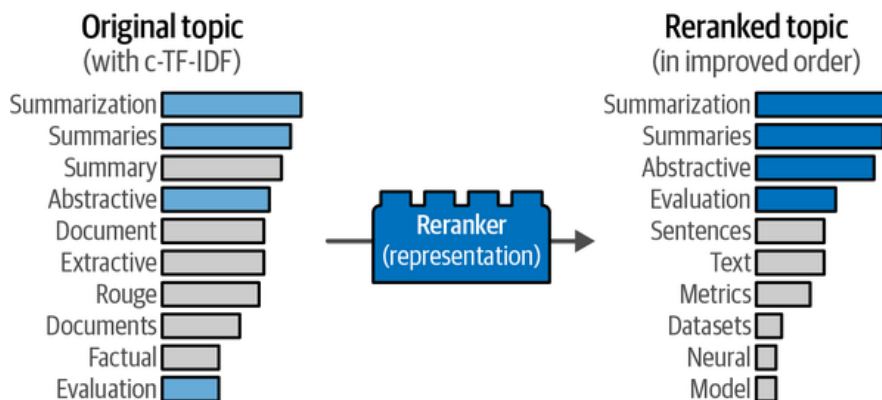 Original topic
(with c-TF-IDF)
Summarization
Summaries
Summary
Abstractive
Document
Extractive
Rouge
Documents
Factual
Evaluation
Reranker
(representation)
Reranked topic
(in improved order)
Summarization
Summaries
Abstractive
Evaluation
Sentences
Text
Metrics
Datasets
Neural
Model